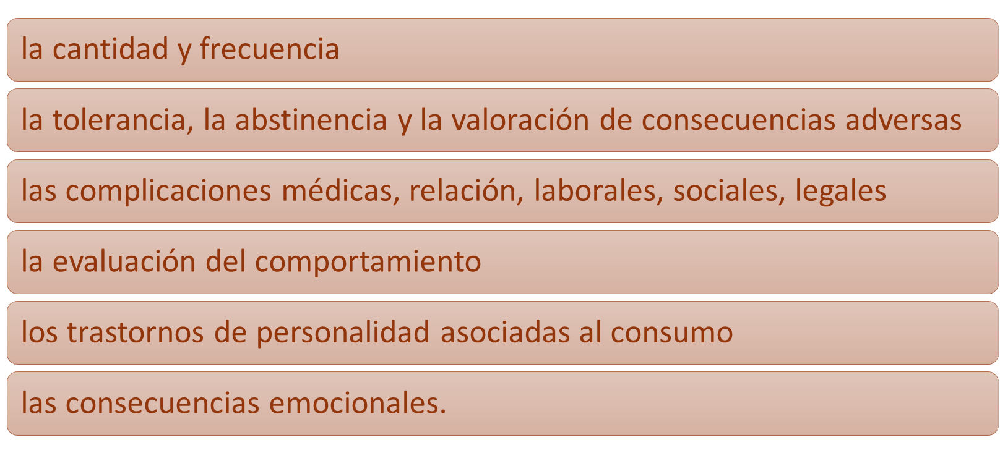 la cantidad y frecuencia
la tolerancia, la abstinencia y la valoración de consecuencias adversas
las complicaciones médicas, relación, laborales, sociales, legales
la evaluación del comportamiento
los trastornos de personalidad asociadas al consumo
las consecuencias emocionales.